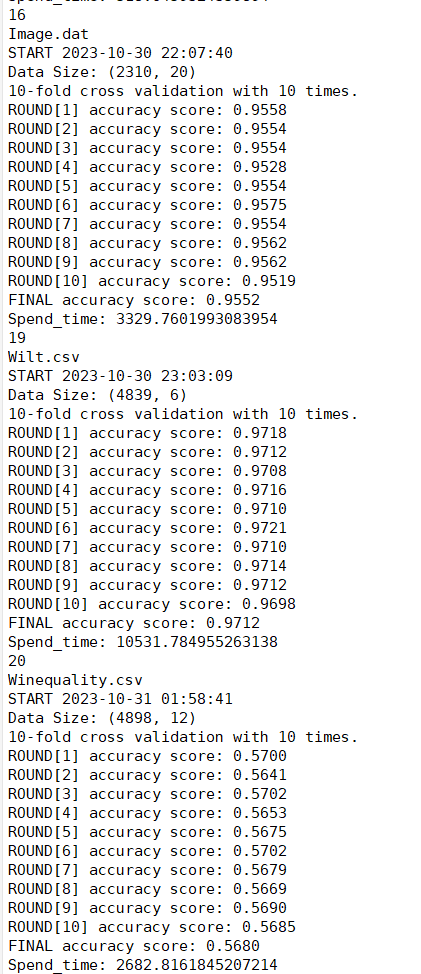 16
Image.dat
START 2023-10-30 22:07:40
Data Size: (2310, 20)
10-fold cross validation with 10 times.
ROUND[1] accuracy score: 0.9558
ROUND[2] accuracy score: 0.9554
ROUND[3] accuracy score: 0.9554
ROUND[4] accuracy score: 0.9528
ROUND[5] accuracy score: 0.9554
ROUND[6] accuracy score: 0.9575
ROUND[7] accuracy score: 0.9554
ROUND[8] accuracy score: 0.9562
ROUND[9] accuracy score: 0.9562
ROUND[10] accuracy score: 0.9519
FINAL accuracy score: 0.9552
Spend_time: 3329.7601993083954
19
Wilt.csv
START 2023-10-30 23:03:09
Data Size: (4839, 6)
10-fold cross validation with 10 times.
ROUND[1] accuracy score: 0.9718
ROUND[2] accuracy score: 0.9712
ROUND[3] accuracy score: 0.9708
ROUND[4] accuracy score: 0.9716
ROUND[5] accuracy score: 0.9710
ROUND[6] accuracy score: 0.9721
ROUND[7] accuracy score: 0.9710
ROUND[8] accuracy score: 0.9714
ROUND[9] accuracy score: 0.9712
ROUND[10] accuracy score: 0.9698
FINAL accuracy score: 0.9712
Spend_time: 10531.784955263138
20
Winequality.csv
START 2023-10-31 01:58:41
Data Size: (4898, 12)
10-fold cross validation with 10 times.
ROUND[1] accuracy score: 0.5700
ROUND[2] accuracy score: 0.5641
ROUND[3] accuracy score: 0.5702
ROUND[4] accuracy score: 0.5653
ROUND[5] accuracy score: 0.5675
ROUND[6] accuracy score: 0.5702
ROUND[7] accuracy score: 0.5679
ROUND[8] accuracy score: 0.5669
ROUND[9] accuracy score: 0.5690
ROUND[10] accuracy score: 0.5685
FINAL accuracy score: 0.5680
Spend_time: 2682.8161845207214